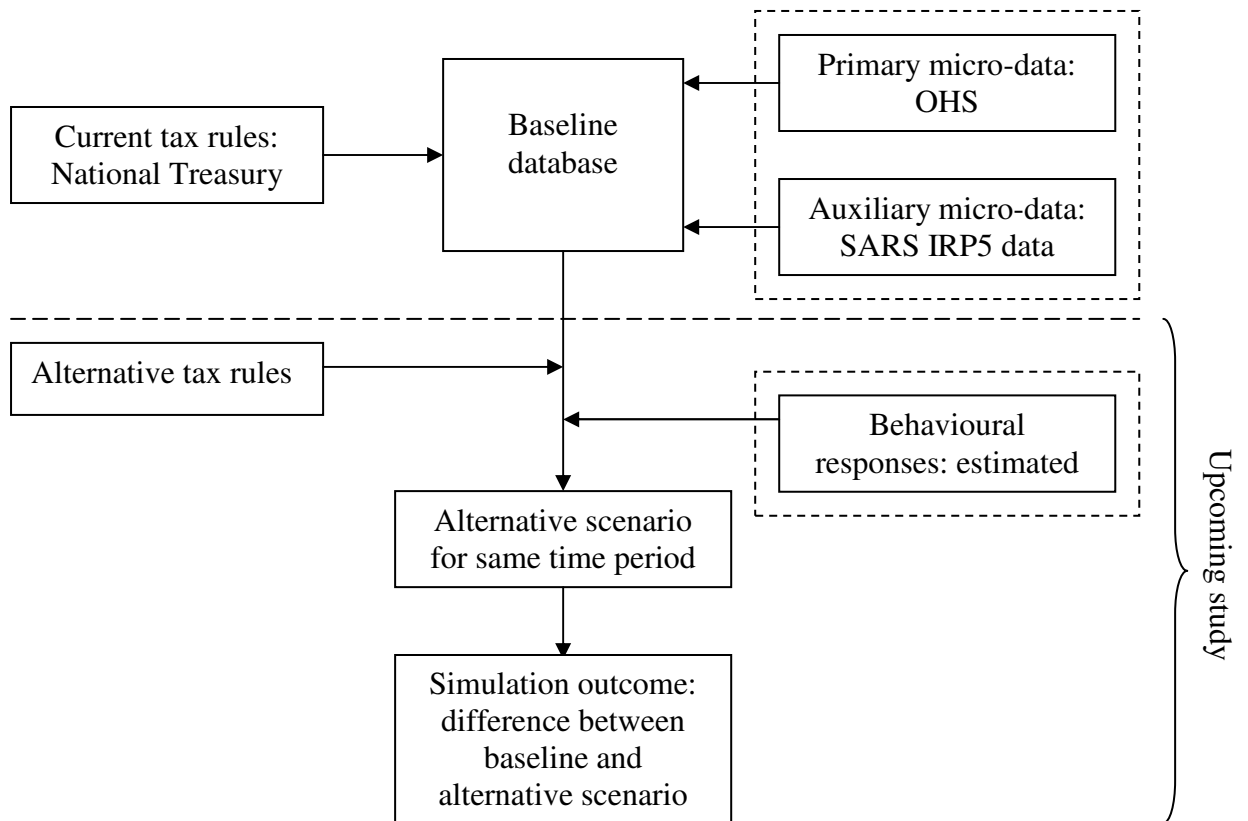 Primary micro-data:
OHS
Current tax rules:
National Treasury
Baseline
database
Auxiliary micro-data:
SARS IRP5 data
Alternative tax rules
Behavioural
responses: estimated
Alternative scenario
for same time period
Simulation outcome:
difference between
baseline and
alternative scenario
Upcoming study